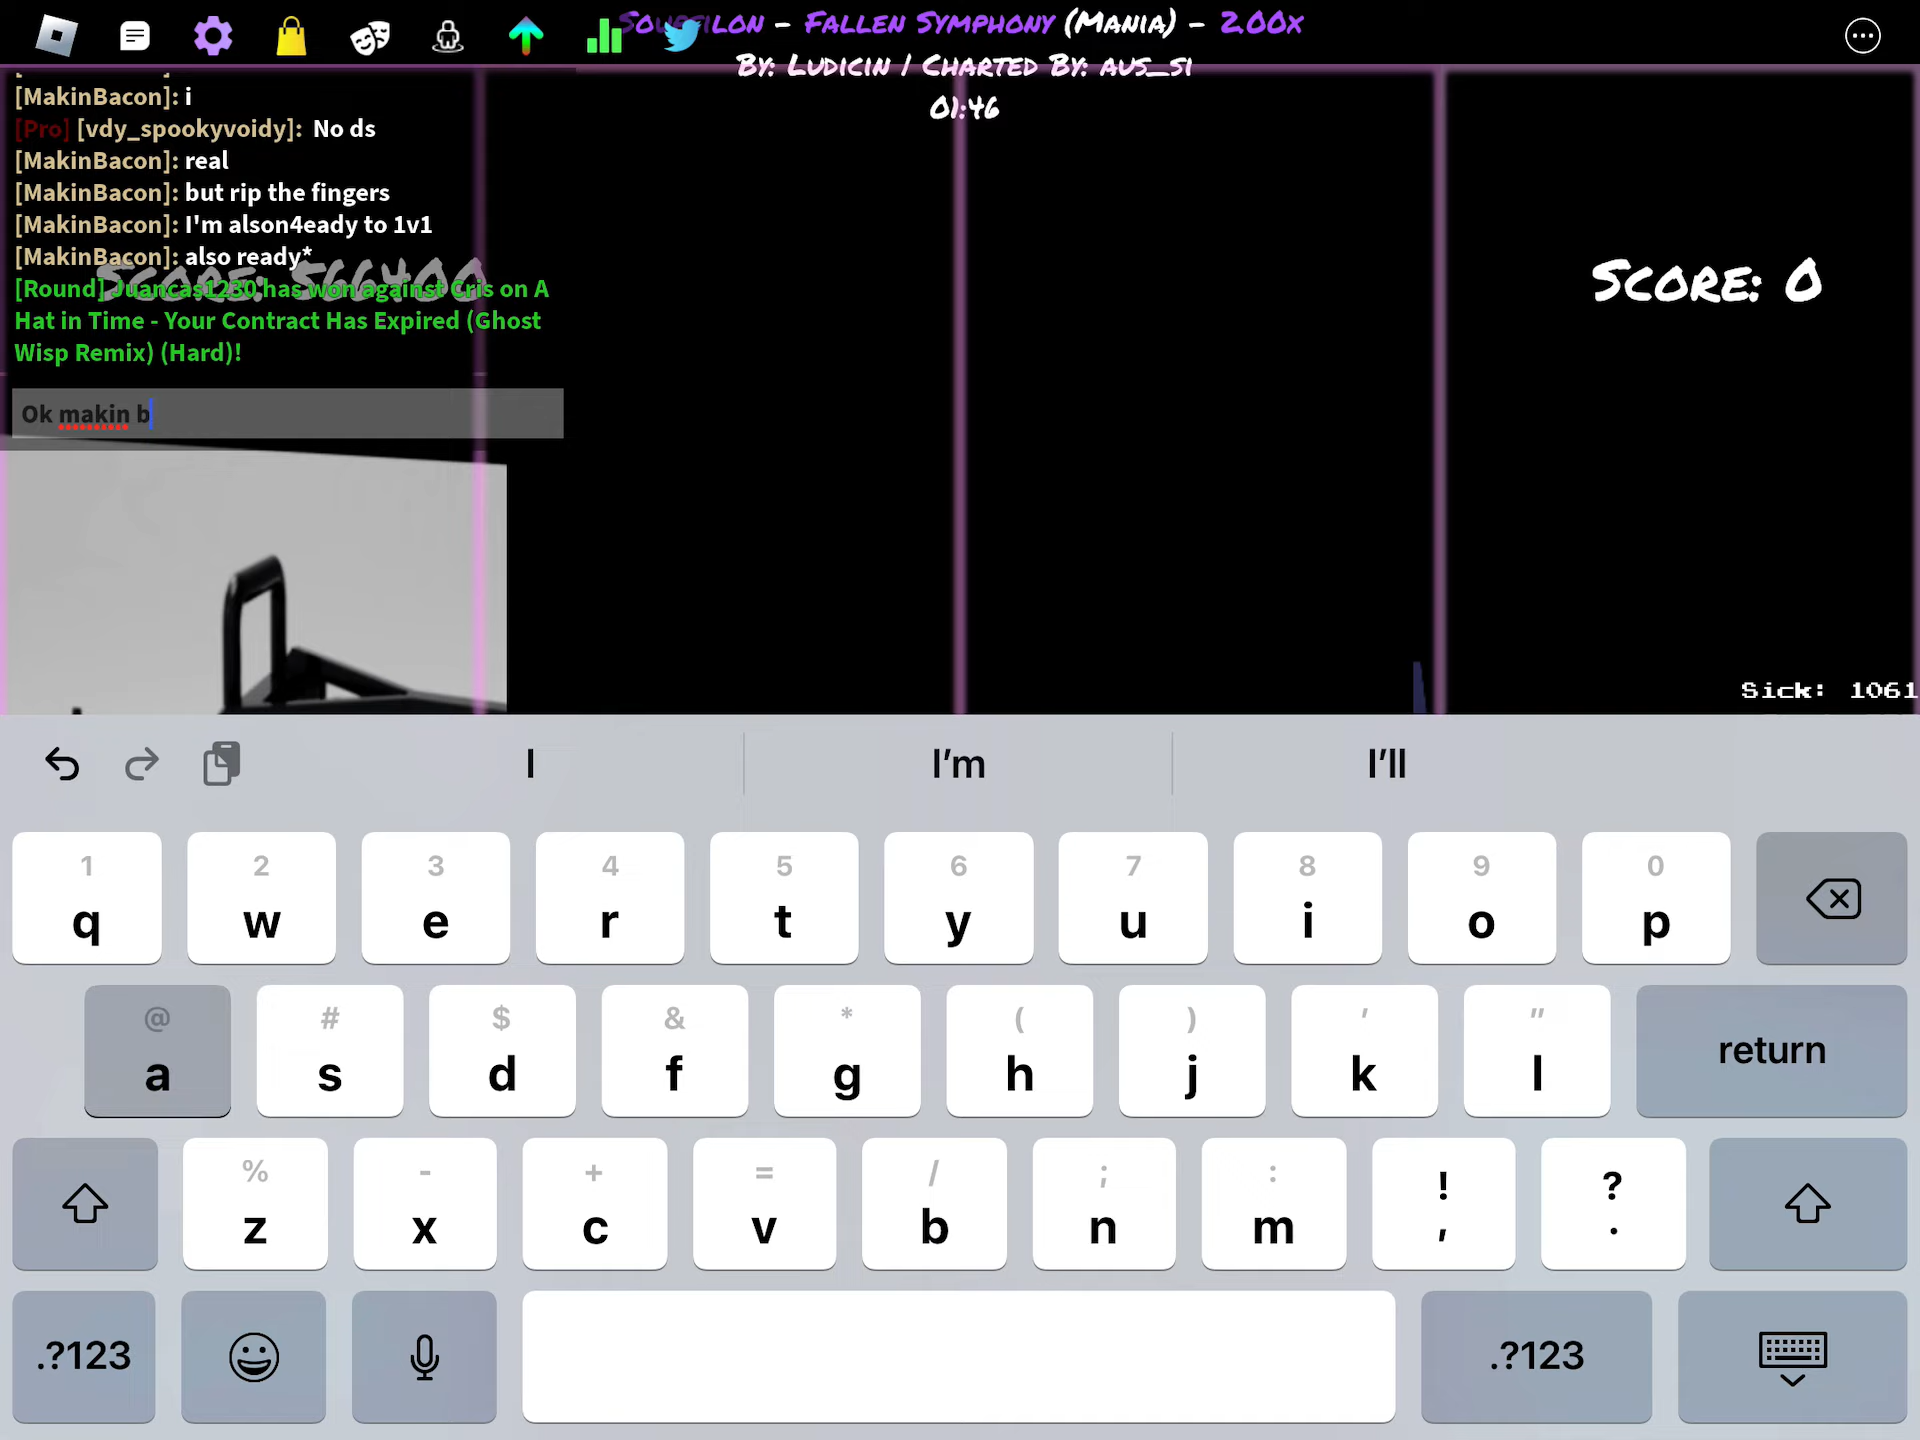 - Fallen Symphony (Mania) - 2.00x
By: Ludicin / Charted By: aus_si
01:46
[MakinBacon]: i
[Pro] [vdy_spookyvoidy]: No ds
[MakinBacon]: real
[MakinBacon]: but rip the fingers
[MakinBacon]: I'm alson4eady to 1v1
[MakinBacon]: also ready*
Score: 566400
[Round] Juancas1230 has won against Cris on A
Hat in Time - Your Contract Has Expired (Ghost
Wisp Remix) (Hard)!
Score: 0
Ok makin b
Sick: 1061
I I'm I'll
1 2 3 4 5 6 7 8 9 0
q w e r t y u i o p
@ # $ & * ( ) ' "
a s d f g h j k l return
% - + = / ; : ! ?
z x c v b n m , .
.?123 .?123